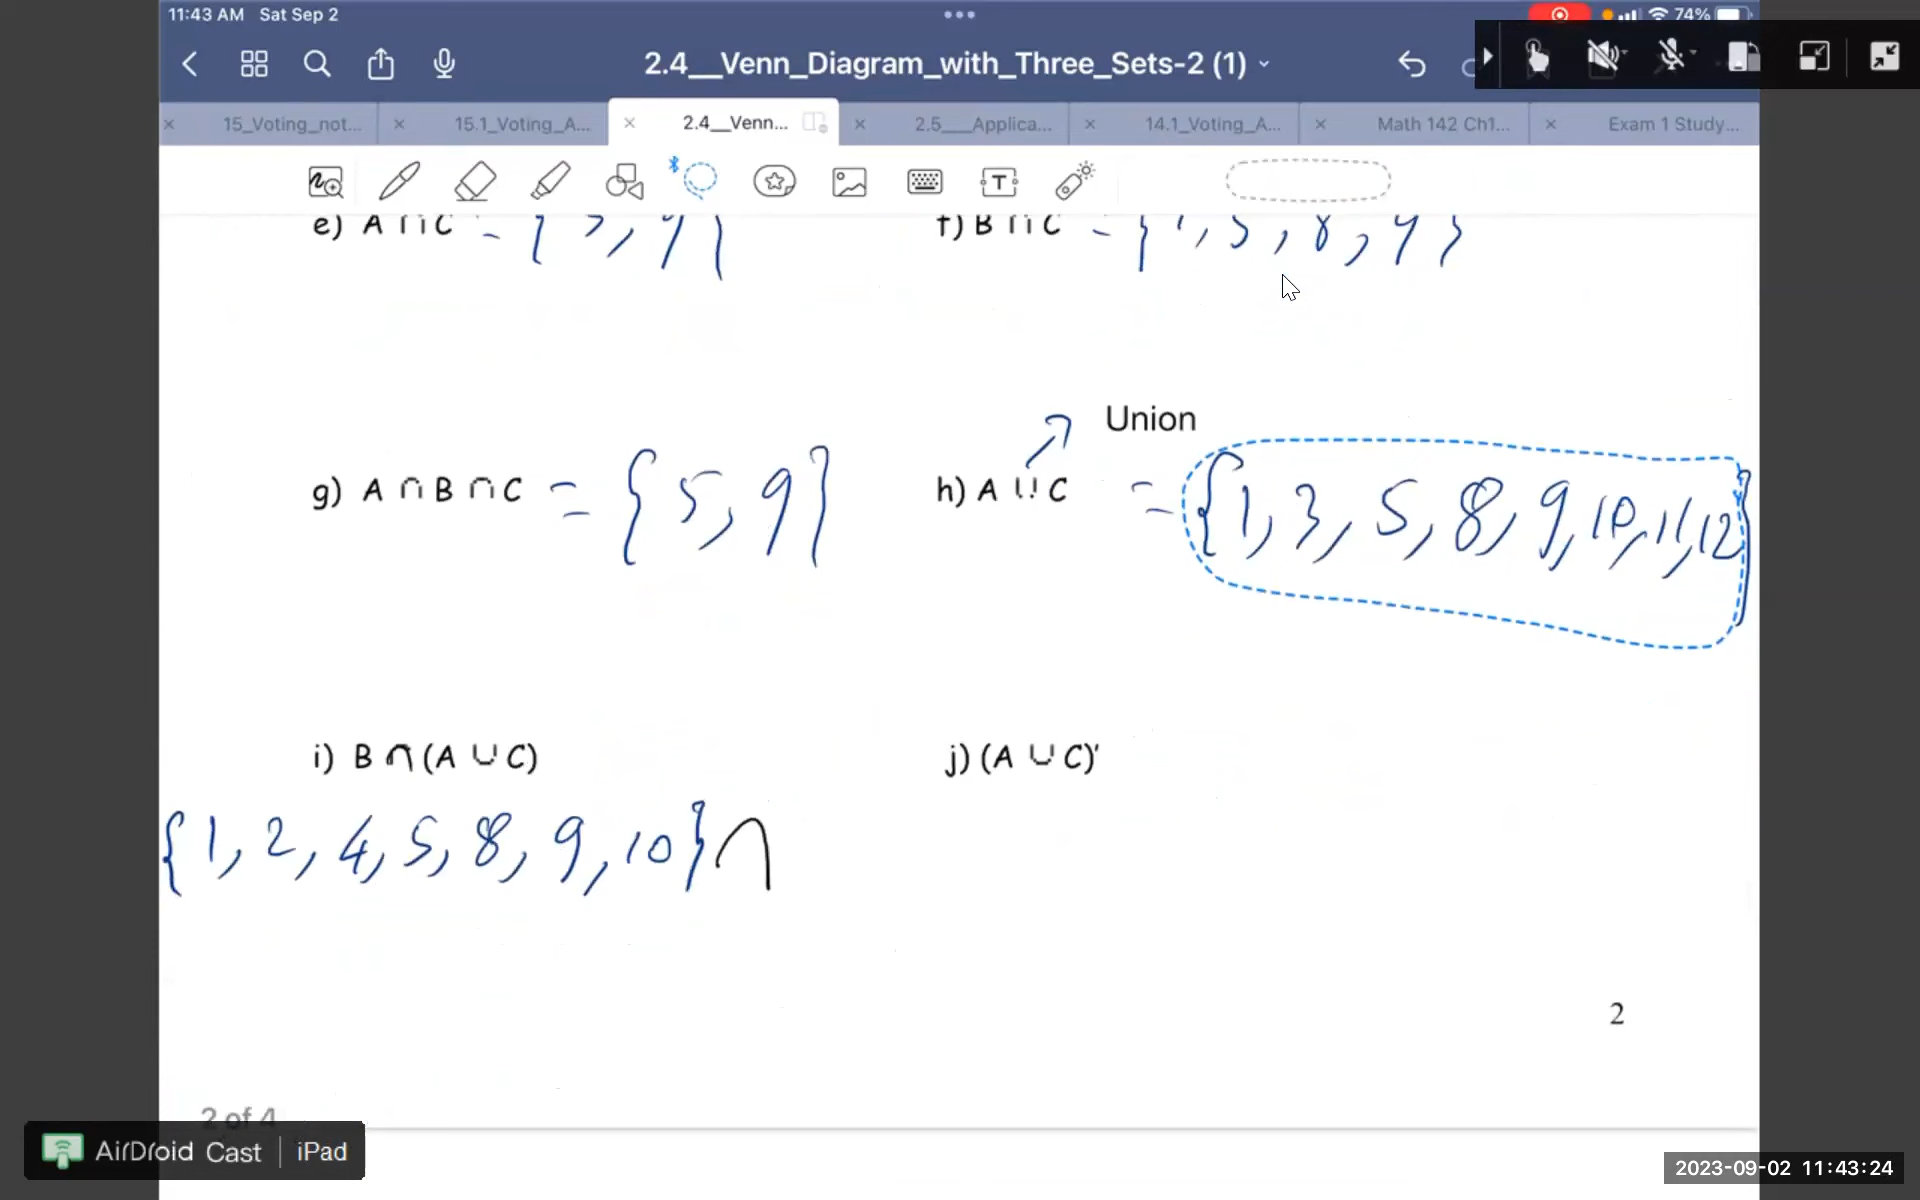 11:43 AM Sat Sep 2
74%
2.4__Venn_Diagram_with_Three_Sets-2 (1)
15_Voting_not... 15.1_Voting_A... 2.4__Venn... 2.5___Applica... 14.1_Voting_A... Math 142 Ch1... Exam 1 Study...
e) A ∩ C = { 5, 9 }
f) B ∩ C = { 1, 5, 8, 9 }
Union
g) A ∩ B ∩ C = { 5, 9 }
h) A ∪ C = { 1, 3, 5, 8, 9, 10, 11, 12 }
i) B ∩ (A ∪ C)
j) (A ∪ C)'
{ 1, 2, 4, 5, 8, 9, 10 } ∩
2
2 of 4
AirDroid Cast | iPad
2023-09-02 11:43:24